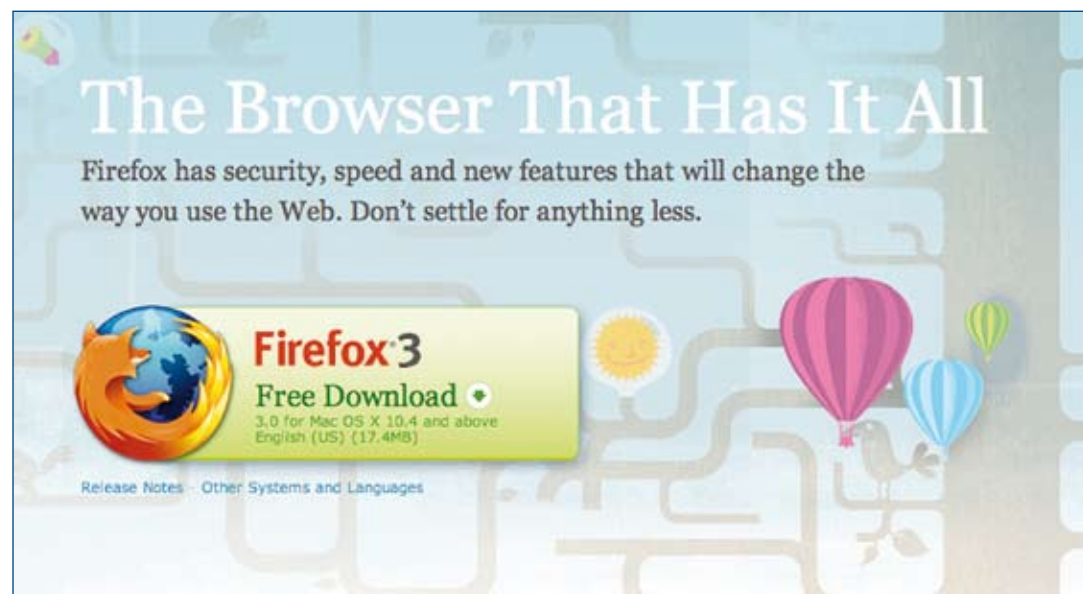 The Browser That Has It All
Firefox has security, speed and new features that will change the
way you use the Web. Don't settle for anything less.
Firefox 3
Free Download
3.0 for Mac OS X 10.4 and above
English (US) (17.4MB)
Release Notes - Other Systems and Languages